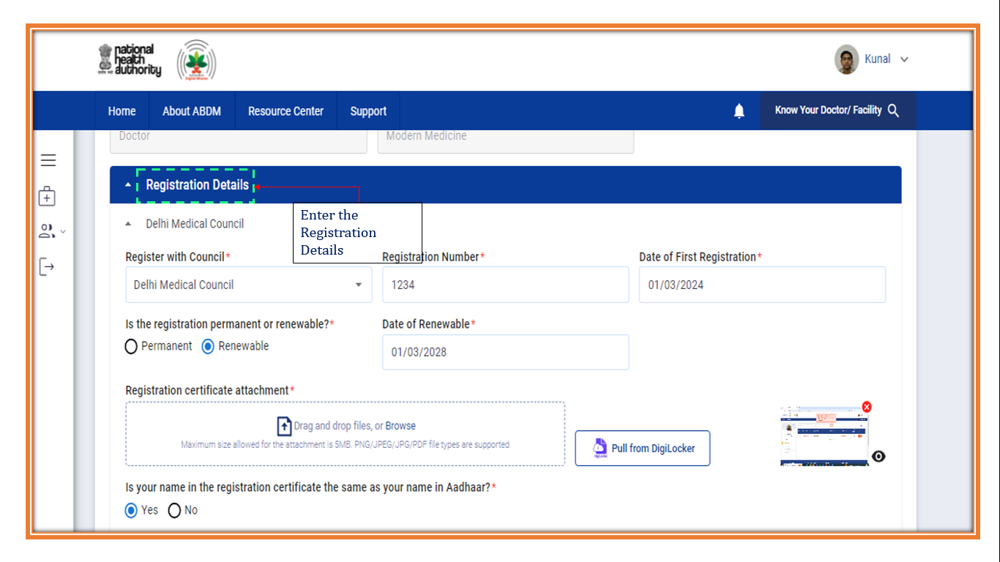 national
health
authority
Kunal
Home About ABDM Resource Center Support
Know Your Doctor/ Facility
Doctor Modern Medicine
Registration Details
Enter the
Registration
Details
Delhi Medical Council
Register with Council* Registration Number* Date of First Registration*
Delhi Medical Council 1234 01/03/2024
Is the registration permanent or renewable?* Date of Renewable*
Permanent Renewable
01/03/2028
Registration certificate attachment*
Drag and drop files, or Browse
Maximum size allowed for the attachment is 5MB. PNG/JPEG/JPG/PDF file types are supported
DigiLocker
Pull from DigiLocker
Is your name in the registration certificate the same as your name in Aadhaar?*
Yes No